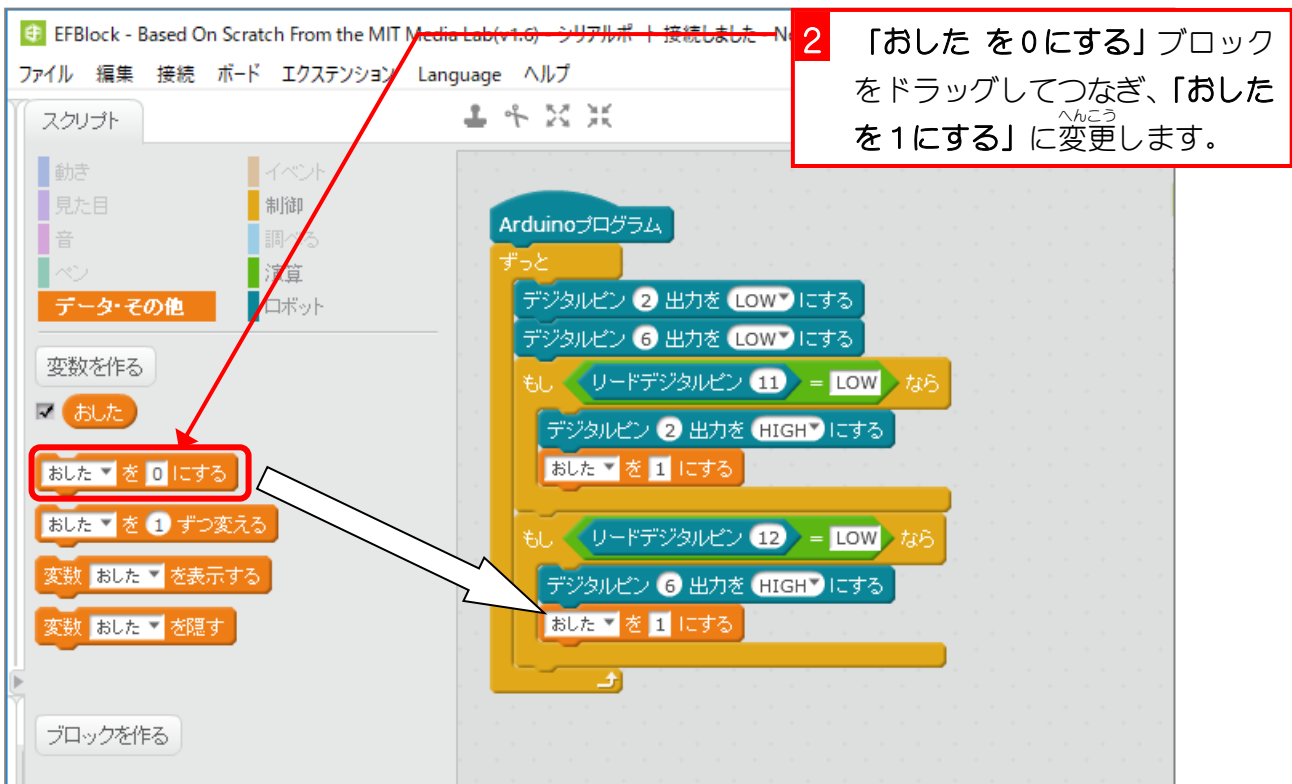 EFBlock - Based On Scratch From the MIT Media Lab(v1.6) - シリアルポート 接続しました - No
ファイル 編集 接続 ボード エクステンション Language ヘルプ
2 「おした を0にする」ブロック
をドラッグしてつなぎ、「おした
へんこう
を1にする」に変更します。
スクリプト
動き イベント
見た目 制御
音 調べる
ペン 演算
データ・その他 ロボット
変数を作る
おした
おした を 0 にする
おした を 1 ずつ変える
変数 おした を表示する
変数 おした を隠す
ブロックを作る
Arduinoプログラム
ずっと
デジタルピン 2 出力を LOW にする
デジタルピン 6 出力を LOW にする
もし リードデジタルピン 11 = LOW なら
デジタルピン 2 出力を HIGH にする
おした を 1 にする
もし リードデジタルピン 12 = LOW なら
デジタルピン 6 出力を HIGH にする
おした を 1 にする